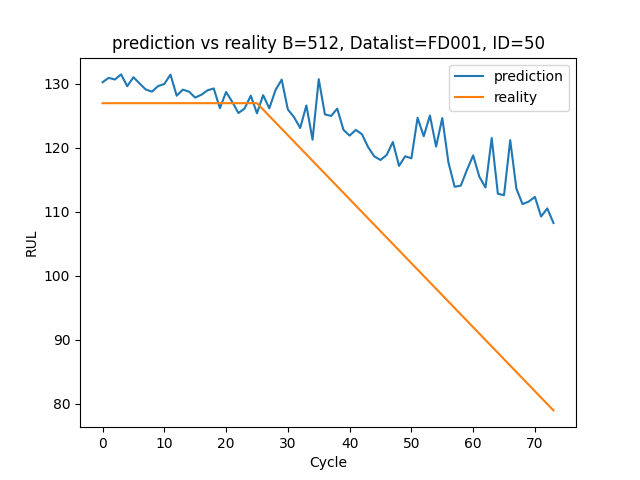 prediction vs reality B=512, Datalist=FD001, ID=50
prediction
reality
RUL
130
120
110
100
90
80
0 10 20 30 40 50 60 70
Cycle